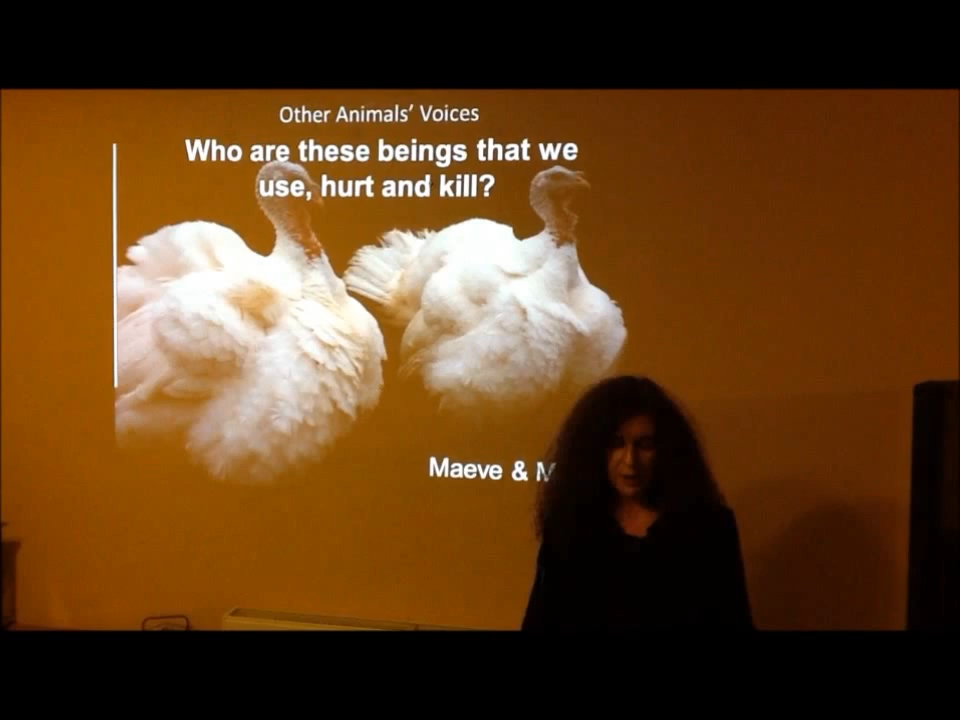 Other Animals' Voices
Who are these beings that we
use, hurt and kill?
Maeve & M